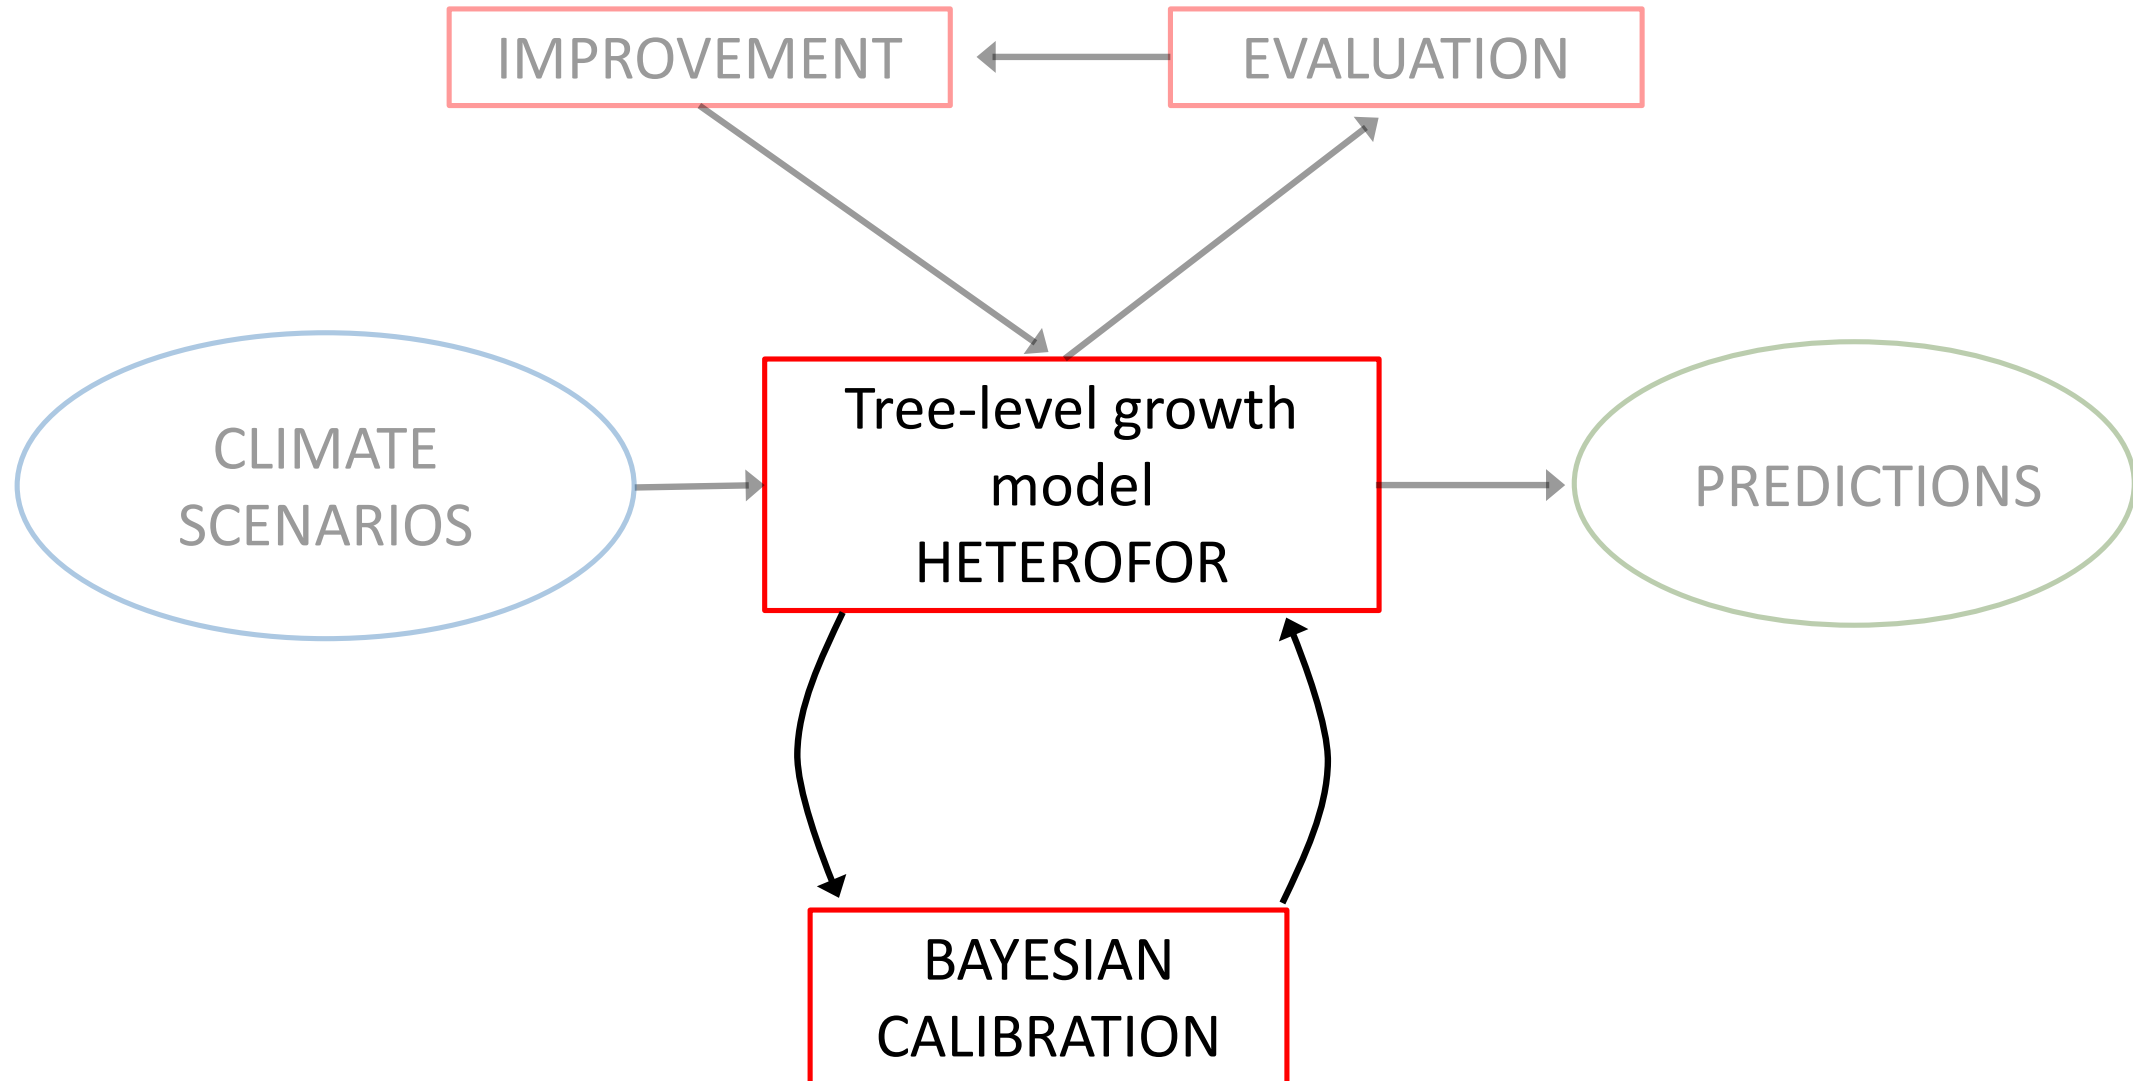 IMPROVEMENT
EVALUATION
CLIMATE
SCENARIOS
Tree-level growth
model
HETEROFOR
PREDICTIONS
BAYESIAN
CALIBRATION